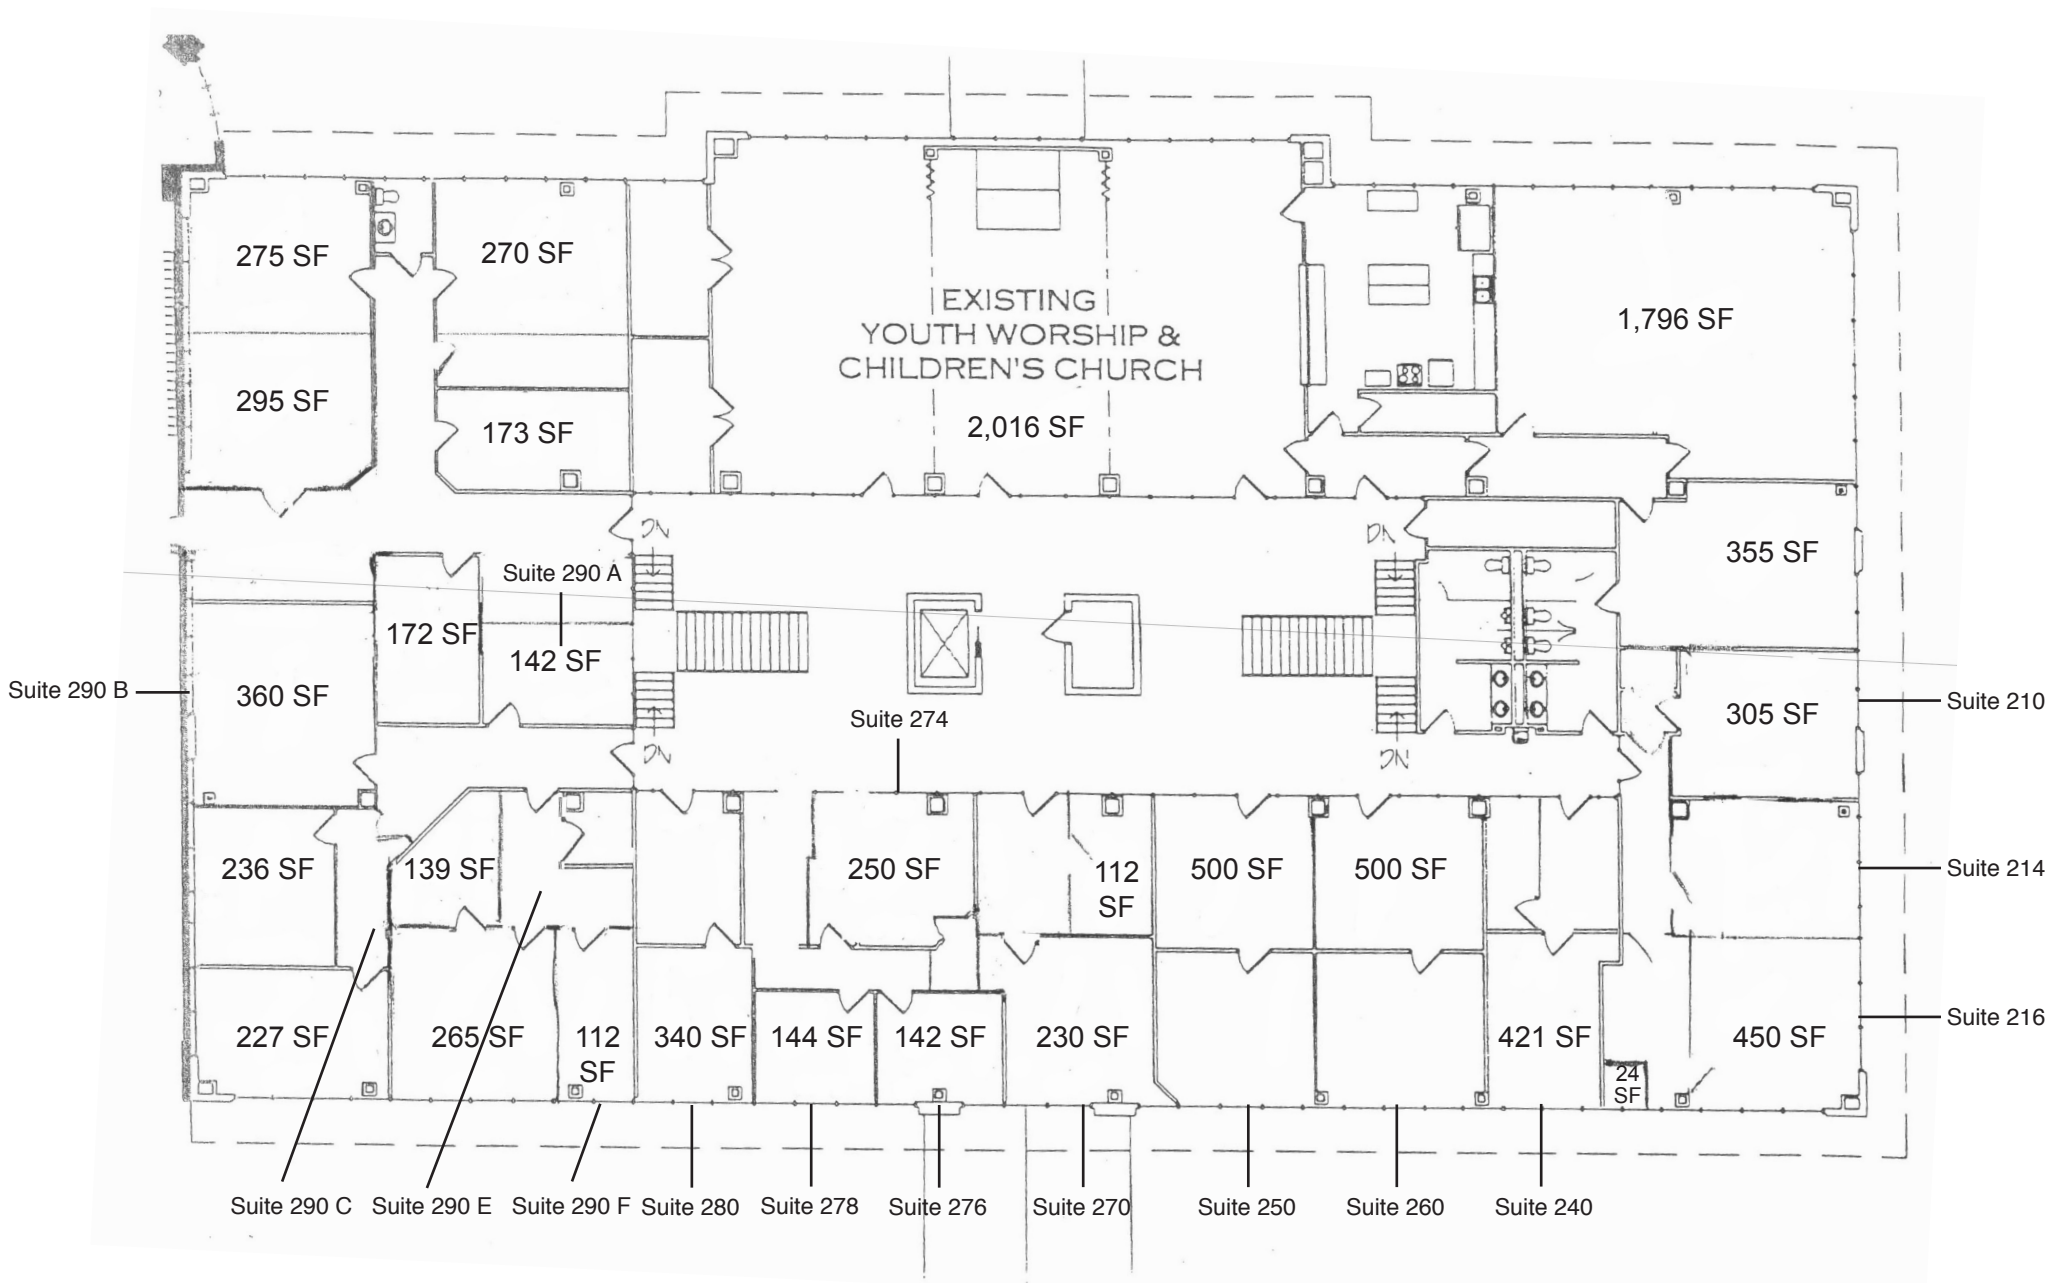 275 SF
270 SF
EXISTING
YOUTH WORSHIP &
CHILDREN'S CHURCH
2,016 SF
1,796 SF
295 SF
173 SF
DN
DN
355 SF
Suite 290 A
172 SF
142 SF
Suite 290 B
360 SF
305 SF
Suite 210
Suite 274
DN
DN
236 SF
139 SF
250 SF
112
SF
500 SF
500 SF
Suite 214
227 SF
265 SF
112
SF
340 SF
144 SF
142 SF
230 SF
421 SF
24
SF
450 SF
Suite 216
Suite 290 C
Suite 290 E
Suite 290 F
Suite 280
Suite 278
Suite 276
Suite 270
Suite 250
Suite 260
Suite 240